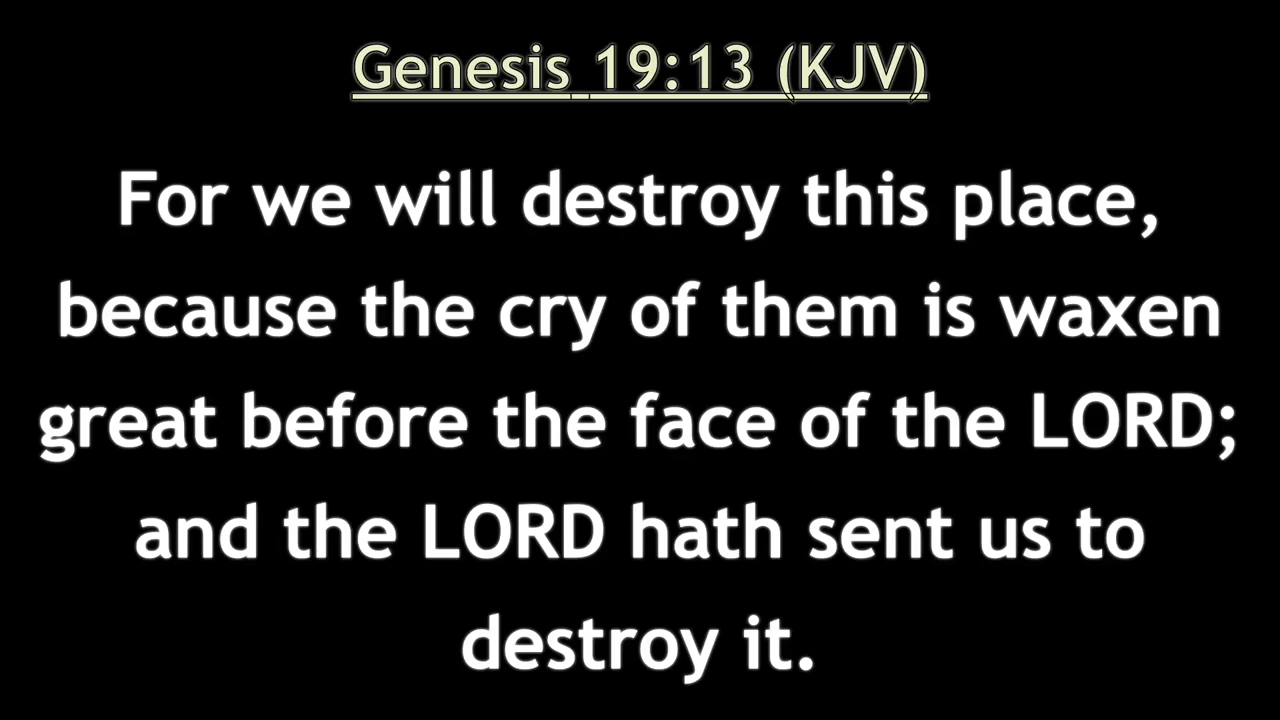 Genesis 19:13 (KJV)
For we will destroy this place,
because the cry of them is waxen
great before the face of the LORD;
and the LORD hath sent us to
destroy it.